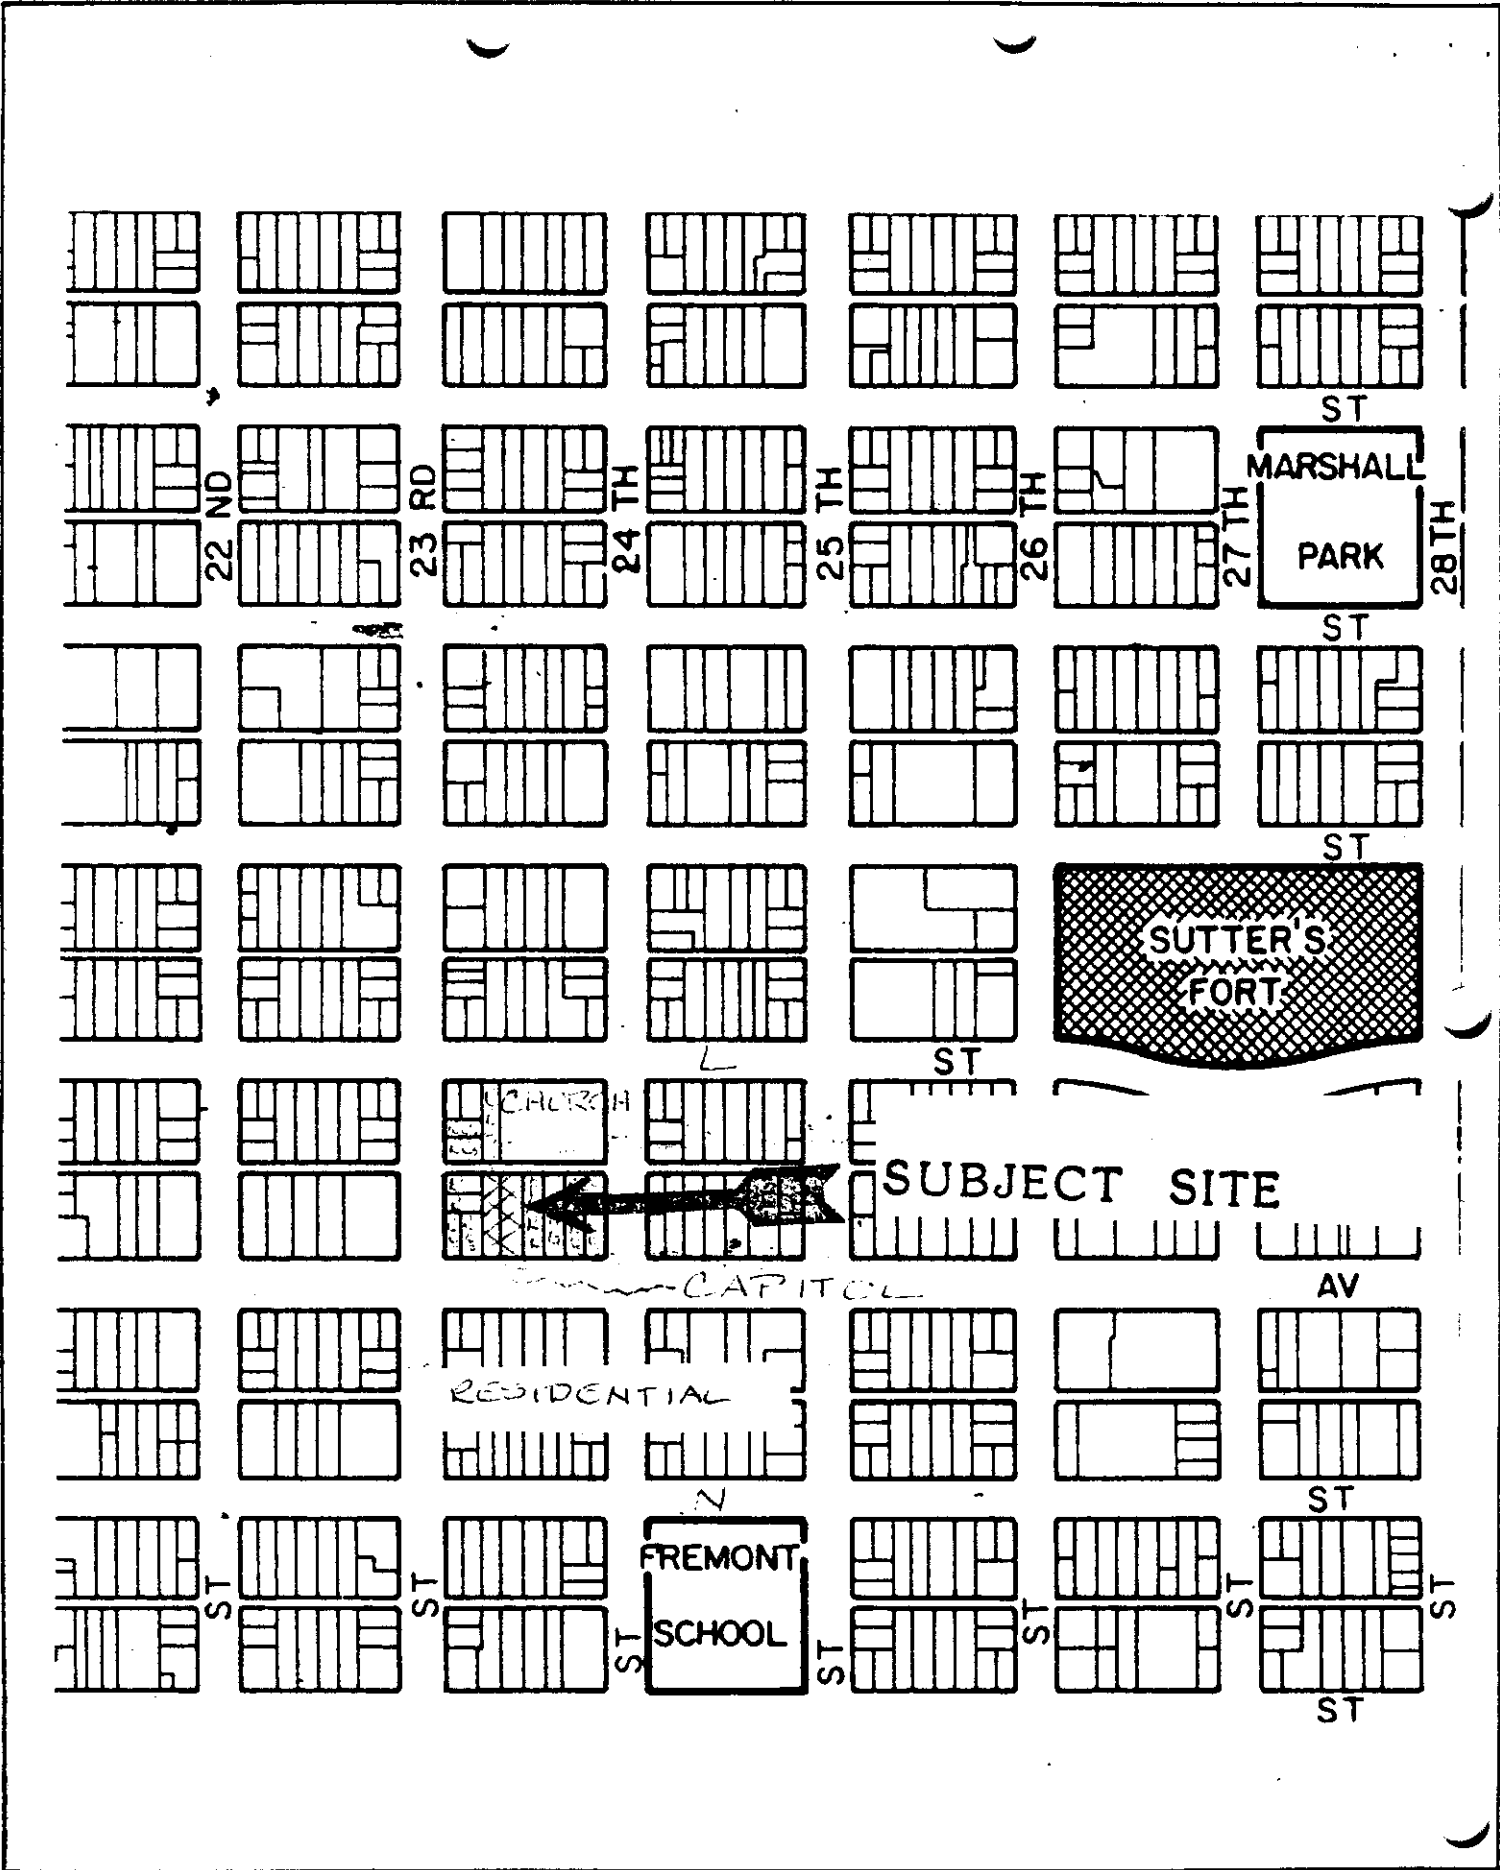 ST
MARSHALL
PARK
22 ND
23 RD
24 TH
25 TH
26 TH
27 TH
28 TH
ST
ST
SUTTER'S
FORT
L
ST
CHURCH
SUBJECT SITE
CAPITOL
AV
RESIDENTIAL
N
ST
FREMONT
SCHOOL
ST
ST
ST
ST
ST
ST
ST
ST